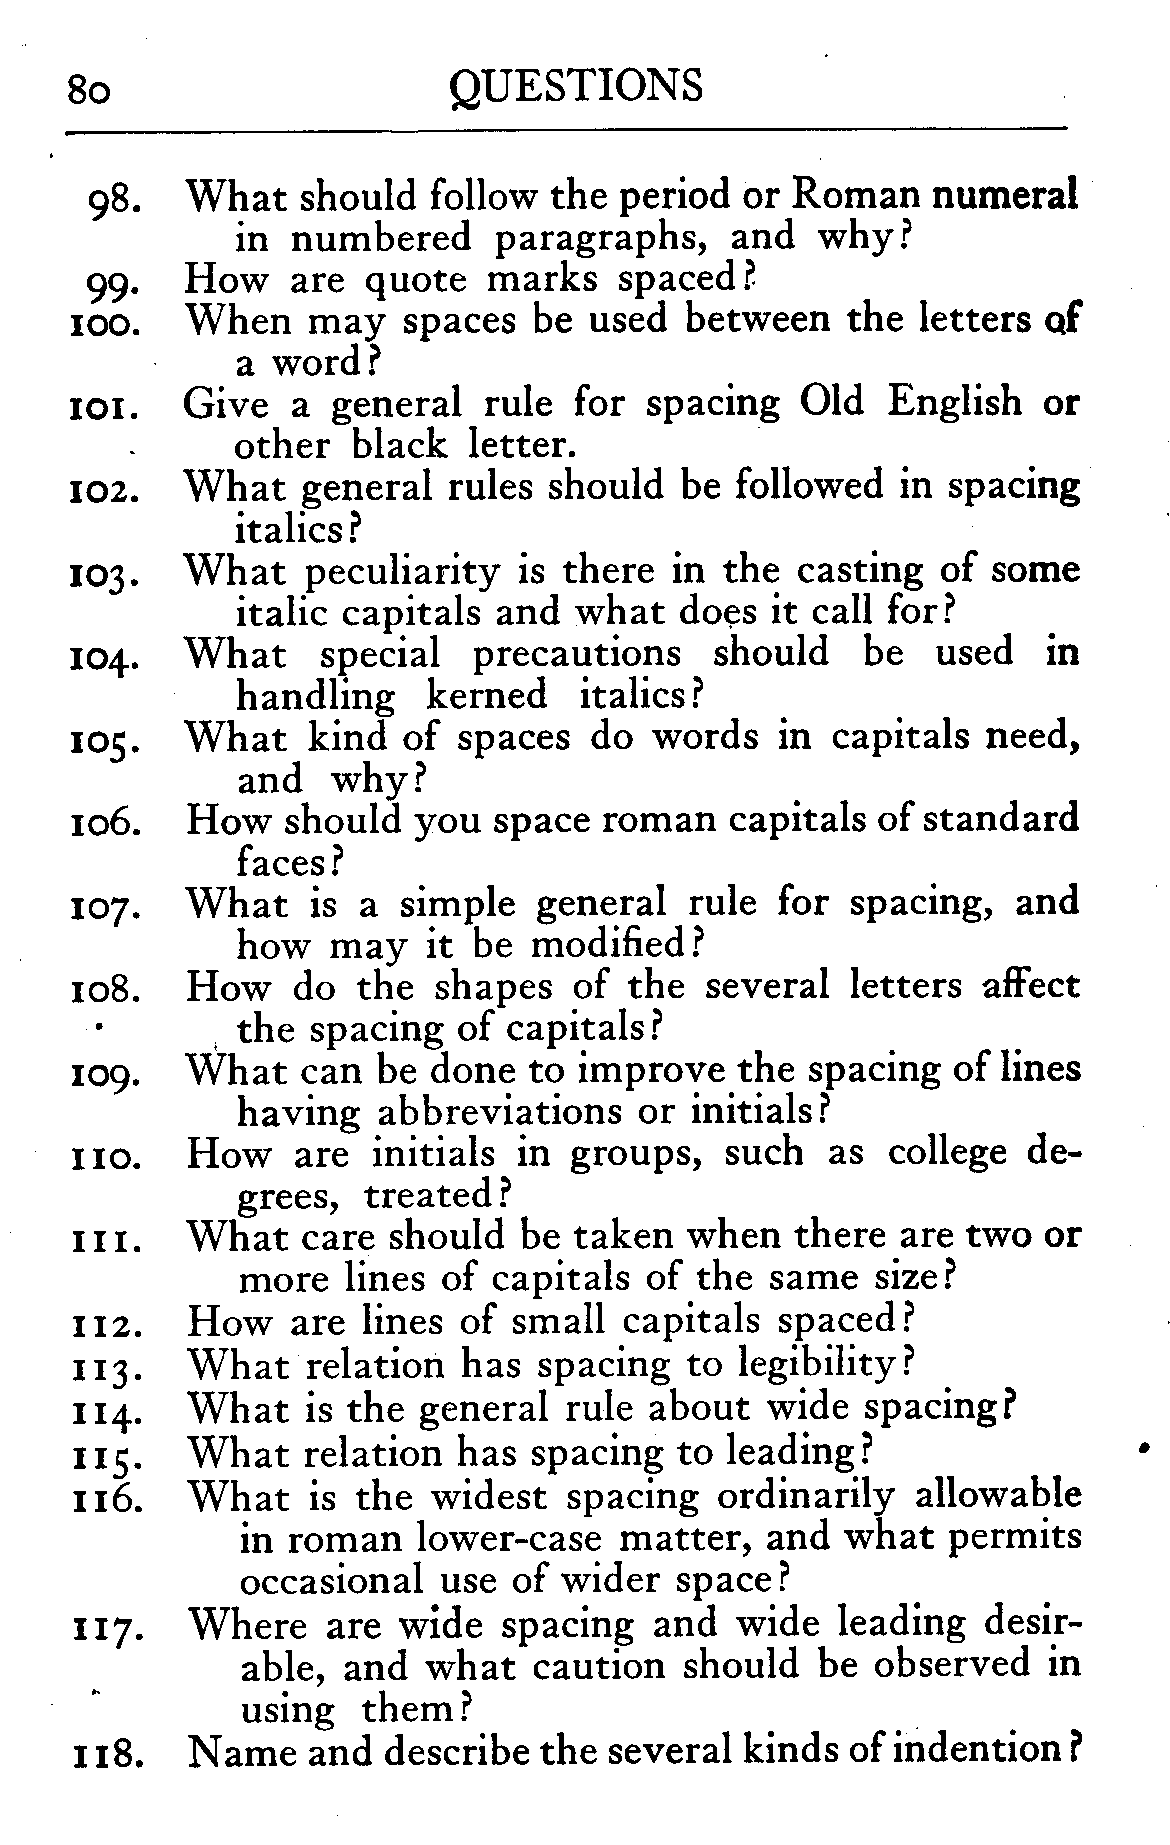 80 QUESTIONS
98. What should follow the period or Roman numeral
in numbered paragraphs, and why?
99. How are quote marks spaced?
100. When may spaces be used between the letters of
a word?
101. Give a general rule for spacing Old English or
other black letter.
102. What general rules should be followed in spacing
italics?
103. What peculiarity is there in the casting of some
italic capitals and what does it call for?
104. What special precautions should be used in
handling kerned italics?
105. What kind of spaces do words in capitals need,
and why?
106. How should you space roman capitals of standard
faces?
107. What is a simple general rule for spacing, and
how may it be modified?
108. How do the shapes of the several letters affect
the spacing of capitals?
109. What can be done to improve the spacing of lines
having abbreviations or initials?
110. How are initials in groups, such as college de-
grees, treated?
111. What care should be taken when there are two or
more lines of capitals of the same size?
112. How are lines of small capitals spaced?
113. What relation has spacing to legibility?
114. What is the general rule about wide spacing?
115. What relation has spacing to leading?
116. What is the widest spacing ordinarily allowable
in roman lower-case matter, and what permits
occasional use of wider space?
117. Where are wide spacing and wide leading desir-
able, and what caution should be observed in
using them?
118. Name and describe the several kinds of indention?